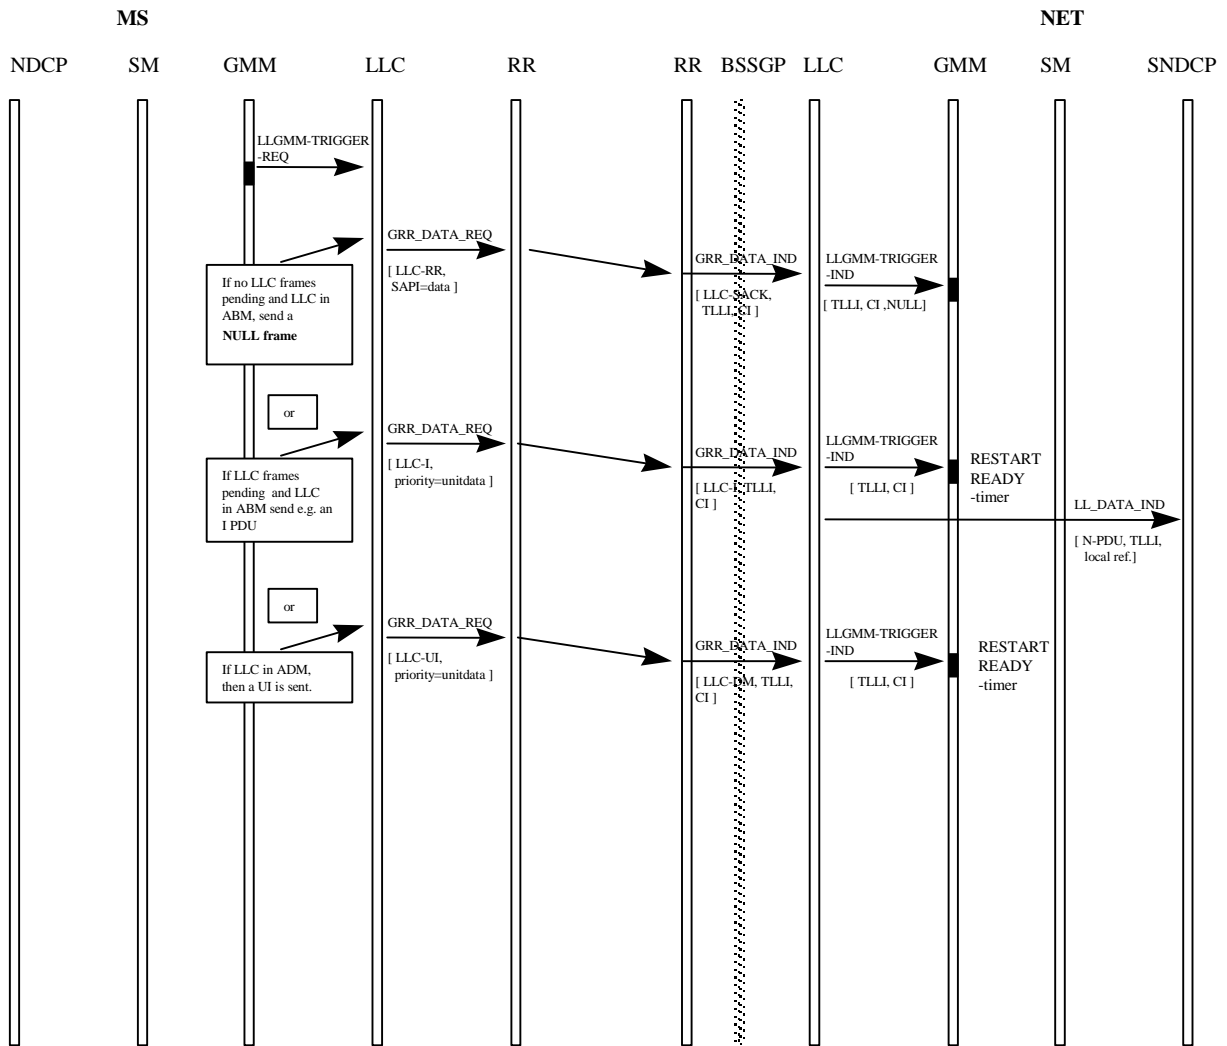 MS NET
NDCP SM GMM LLC RR RR BSSGP LLC GMM SM SNDCP
LLGMM-TRIGGER
-REQ
GRR_DATA_REQ
[ LLC-RR,
SAPI=data ]
GRR_DATA_IND
[ LLC-SACK,
TLLI, CI ]
LLGMM-TRIGGER
-IND
[ TLLI, CI ,NULL]
If no LLC frames
pending and LLC in
ABM, send a
NULL frame
or
GRR_DATA_REQ
[ LLC-I,
priority=unitdata ]
GRR_DATA_IND
[ LLC-I, TLLI,
CI ]
LLGMM-TRIGGER
-IND
[ TLLI, CI ]
RESTART
READY
-timer
If LLC frames
pending and LLC
in ABM send e.g. an
I PDU
LL_DATA_IND
[ N-PDU, TLLI,
local ref.]
or
GRR_DATA_REQ
[ LLC-UI,
priority=unitdata ]
GRR_DATA_IND
[ LLC-DM, TLLI,
CI ]
LLGMM-TRIGGER
-IND
[ TLLI, CI ]
RESTART
READY
-timer
If LLC in ADM,
then a UI is sent.